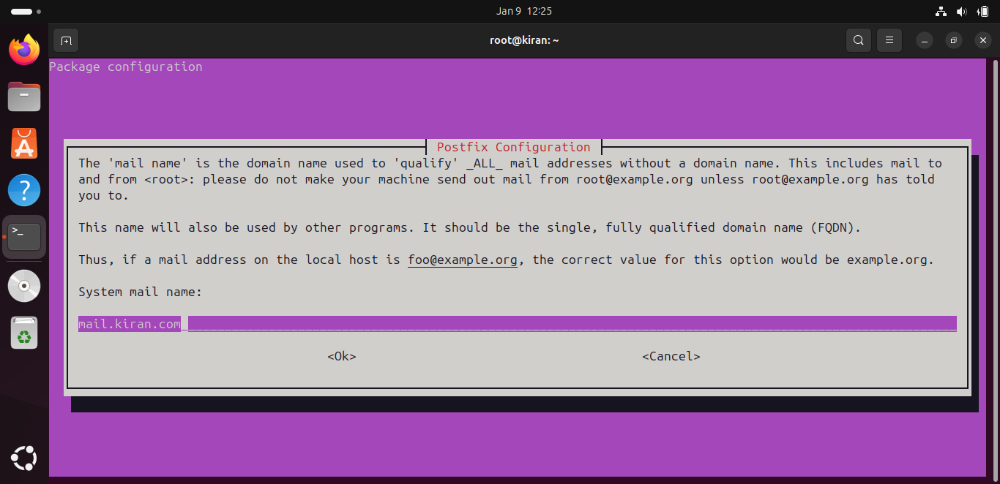 Jan 9 12:25
root@kiran: ~
Package configuration
Postfix Configuration
The 'mail name' is the domain name used to 'qualify' _ALL_ mail addresses without a domain name. This includes mail to
and from <root>: please do not make your machine send out mail from root@example.org unless root@example.org has told
you to.
This name will also be used by other programs. It should be the single, fully qualified domain name (FQDN).
Thus, if a mail address on the local host is foo@example.org, the correct value for this option would be example.org.
System mail name:
mail.kiran.com
<Ok> <Cancel>